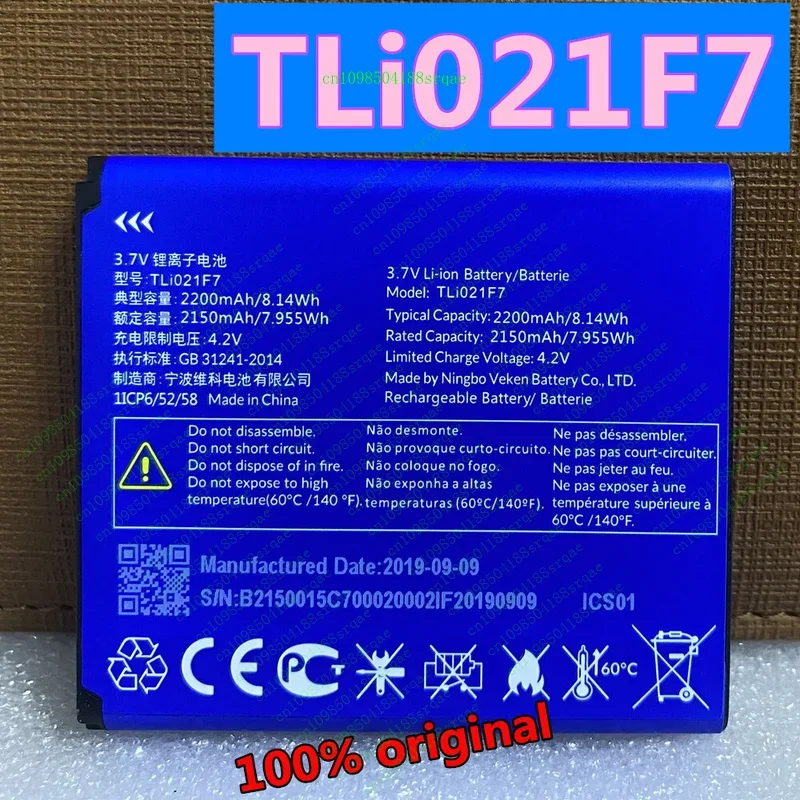 TLi021F7
cn1098504188srqae
3.7V 锂离子电池
型号: TLi021F7
典型容量: 2200mAh/8.14Wh
额定容量: 2150mAh/7.955Wh
充电限制电压: 4.2V
执行标准: GB 31241-2014
制造商: 宁波维科电池有限公司
1ICP6/52/58 Made in China
3.7V Li-ion Battery/Batterie
Model: TLi021F7
Typical Capacity: 2200mAh/8.14Wh
Rated Capacity: 2150mAh/7.955Wh
Limited Charge Voltage: 4.2V
Made by Ningbo Veken Battery Co., LTD.
Rechargeable Battery/ Batterie
Do not disassemble.
Do not short circuit.
Do not dispose of in fire.
Do not expose to high
temperature(60°C /140 °F).
Não desmonte.
Não provoque curto-circuito.
Não coloque no fogo.
Não exponha a altas
temperaturas (60ºC/140ºF)
Ne pas désassembler.
Ne pas court-circuiter.
Ne pas jeter au feu.
Ne pas exposer à une
température supérieure à
60°C /140°F.
Manufactured Date:2019-09-09
S/N:B2150015C700020002IF20190909 ICS01
CE
PCT
60°C
100% original